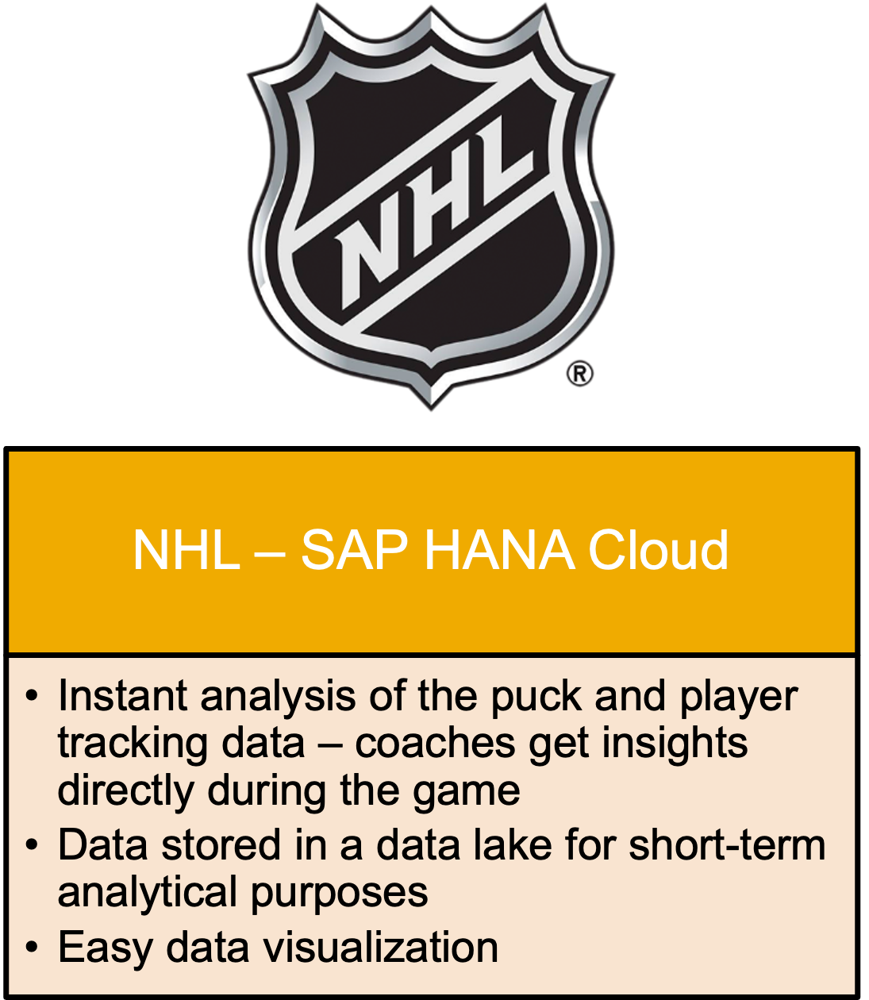 NHL
®
NHL – SAP HANA Cloud
• Instant analysis of the puck and player
tracking data – coaches get insights
directly during the game
• Data stored in a data lake for short-term
analytical purposes
• Easy data visualization